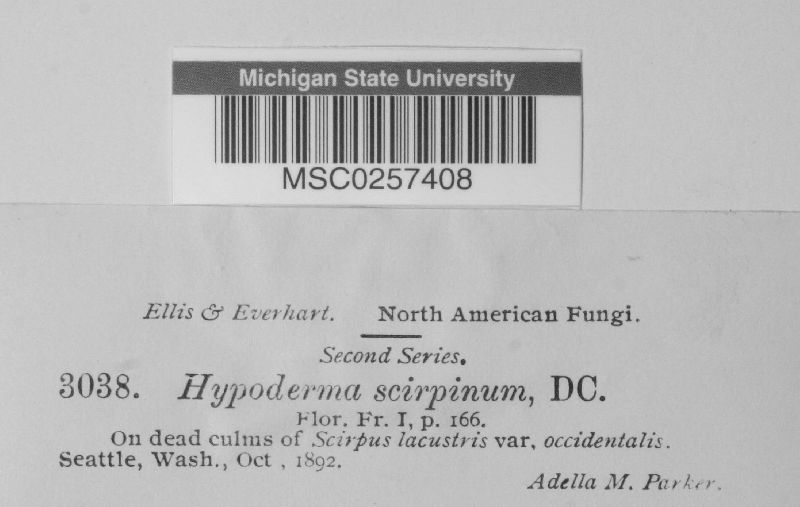 Michigan State University
MSC0257408
Ellis & Everhart. North American Fungi.
Second Series.
3038. Hypoderma scirpinum, DC.
Flor. Fr. I, p. 166.
On dead culms of Scirpus lacustris var, occidentalis.
Seattle, Wash., Oct , 1892.
Adella M. Parker.